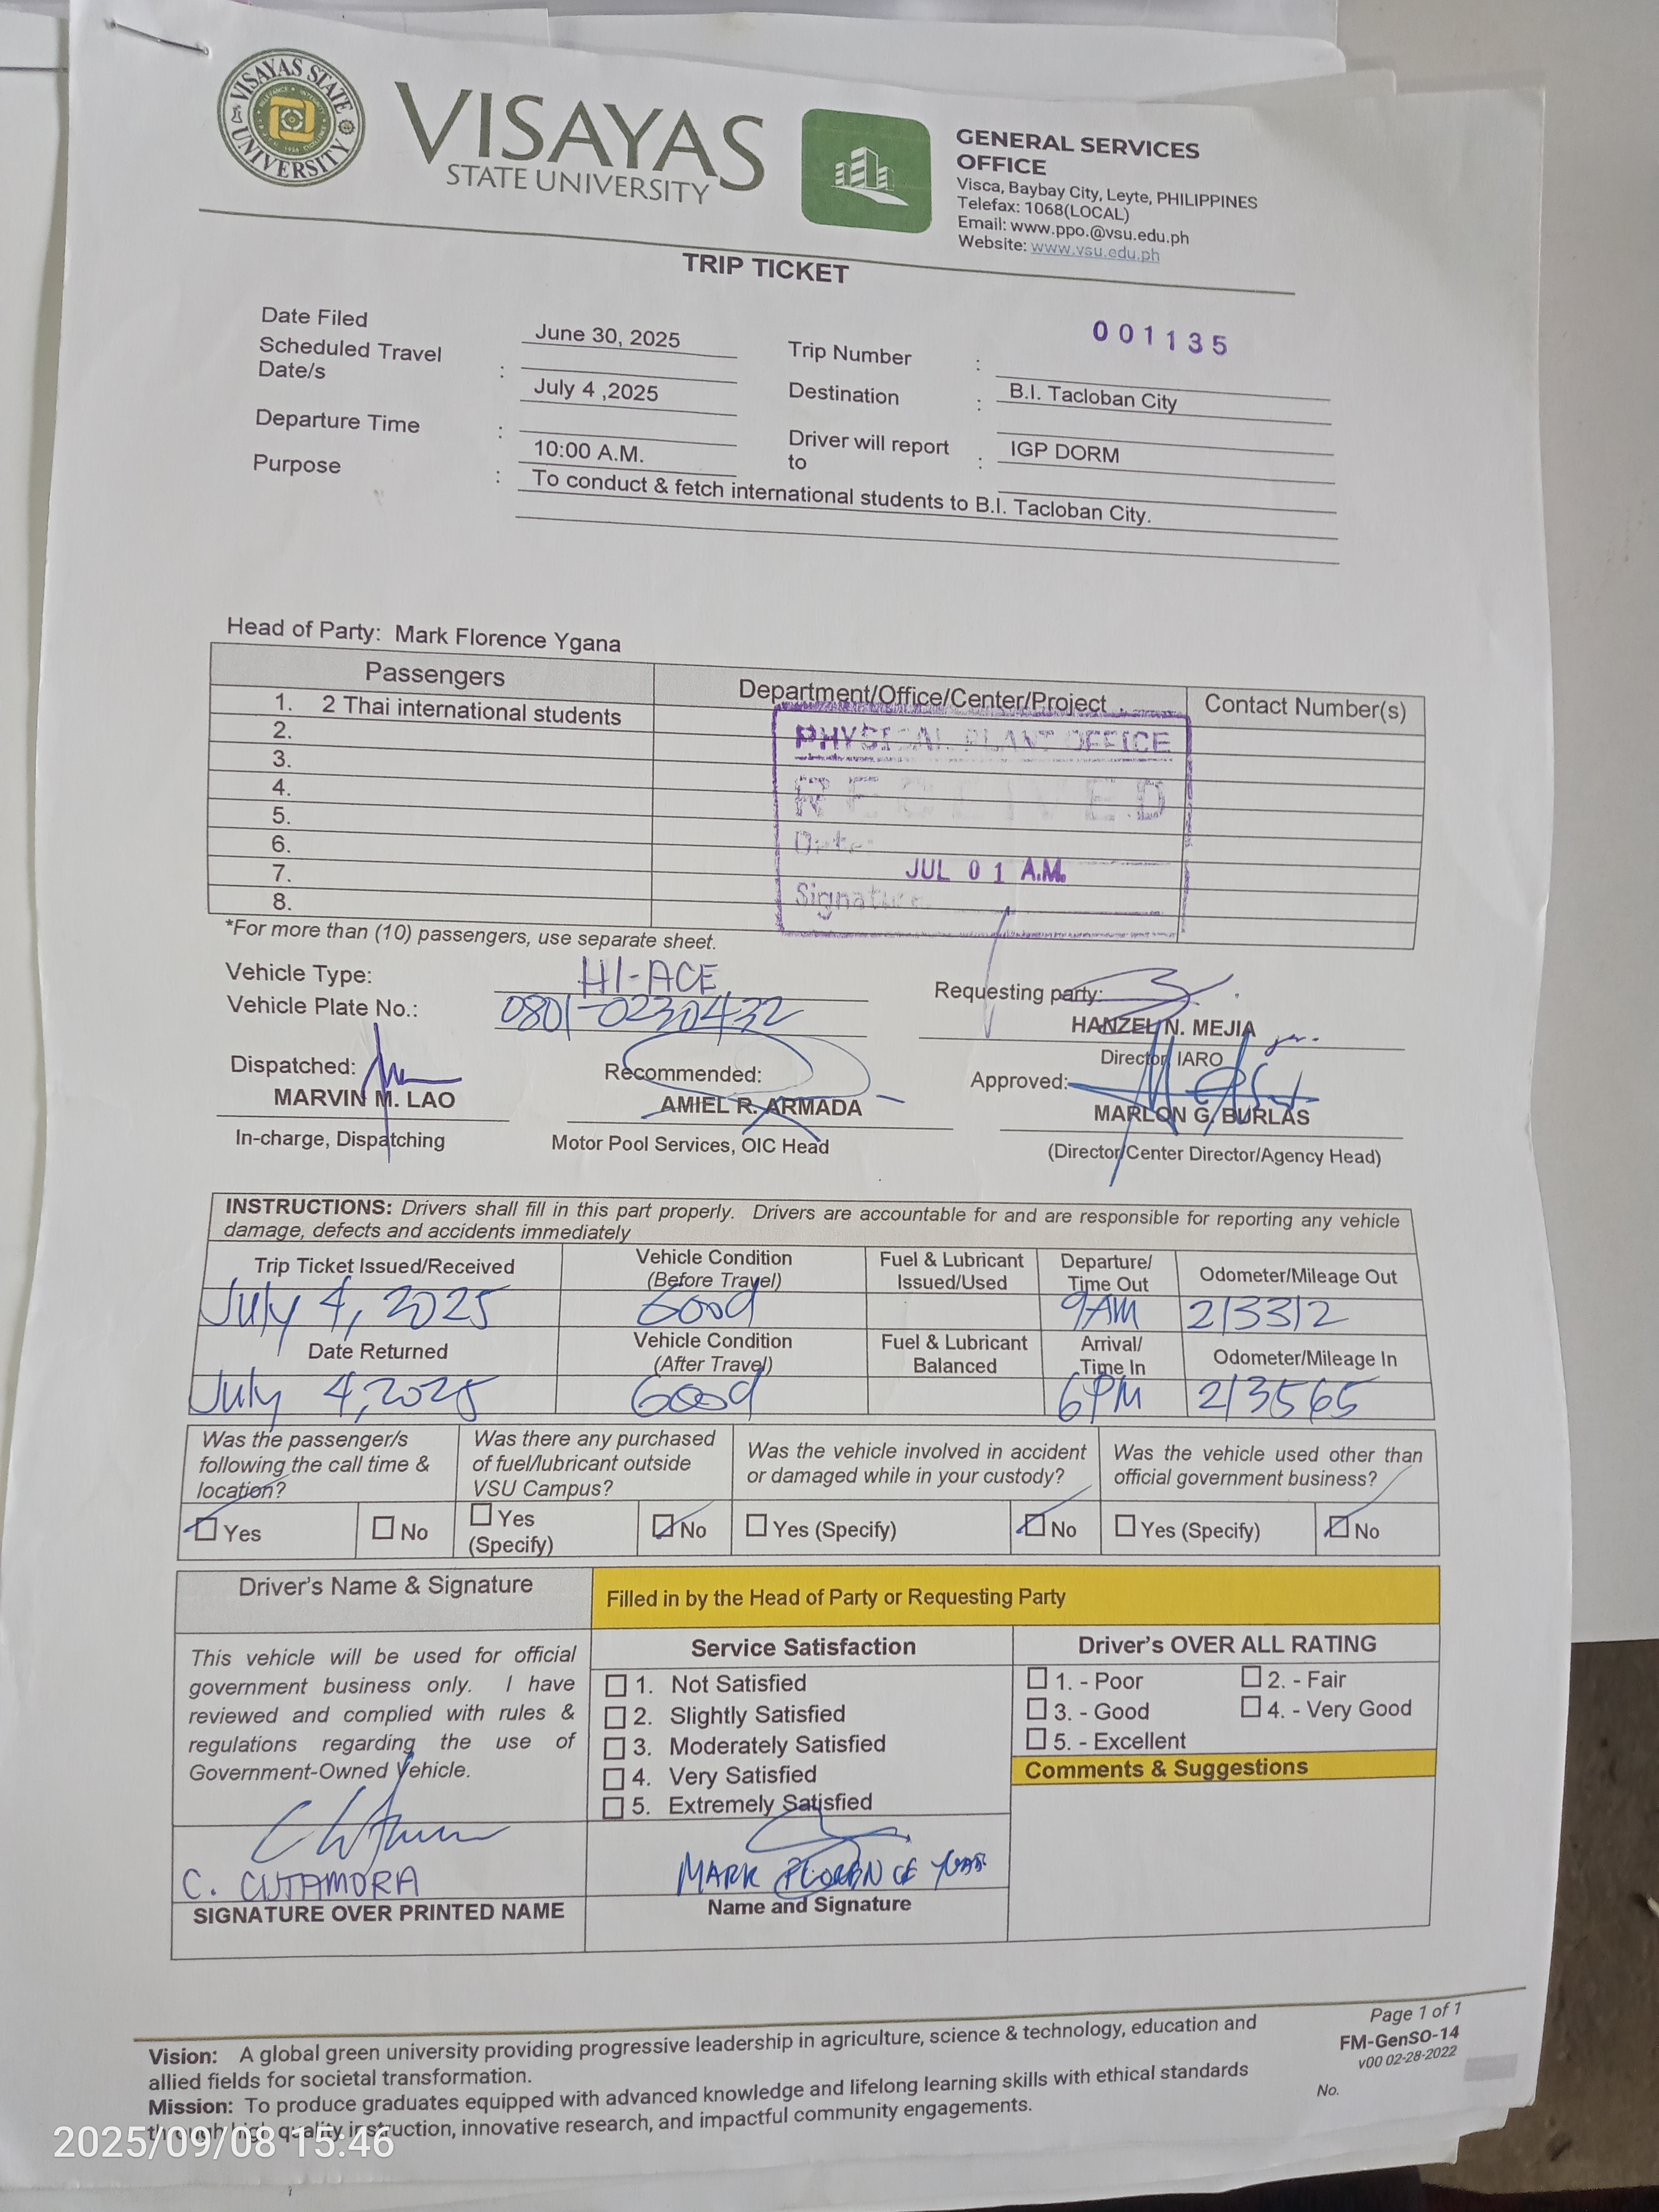 VISAYAS STATE UNIVERSITY
VISAYAS
STATE UNIVERSITY
GENERAL SERVICES
OFFICE
Visca, Baybay City, Leyte, PHILIPPINES
Telefax: 1068(LOCAL)
Email: www.ppo.@vsu.edu.ph
Website: www.vsu.edu.ph
TRIP TICKET
Date Filed June 30, 2025 Trip Number : 001135
Scheduled Travel
Date/s : July 4 ,2025 Destination : B.I. Tacloban City
Departure Time : 10:00 A.M. Driver will report
to : IGP DORM
Purpose : To conduct & fetch international students to B.I. Tacloban City.
Head of Party: Mark Florence Ygana
Passengers Department/Office/Center/Project Contact Number(s)
1. 2 Thai international students
2.
3.
4.
5.
6.
7.
8.
PHYSICAL PLANT OFFICE
RECEIVED
Date:
JUL 01 A.M.
Signature
*For more than (10) passengers, use separate sheet.
Vehicle Type: HI-ACE
Vehicle Plate No.: 0801-0230432
Requesting party:
HANZEL N. MEJIA
Director, IARO
Dispatched:
MARVIN M. LAO
In-charge, Dispatching
Recommended:
AMIEL R. ARMADA
Motor Pool Services, OIC Head
Approved:
MARLON G. BURLAS
(Director/Center Director/Agency Head)
INSTRUCTIONS: Drivers shall fill in this part properly. Drivers are accountable for and are responsible for reporting any vehicle
damage, defects and accidents immediately
Trip Ticket Issued/Received Vehicle Condition (Before Travel) Fuel & Lubricant Issued/Used Departure/ Time Out Odometer/Mileage Out
July 4, 2025 Good 9AM 213312
Date Returned Vehicle Condition (After Travel) Fuel & Lubricant Balanced Arrival/ Time In Odometer/Mileage In
July 4, 2025 Good 6PM 213565
Was the passenger/s
following the call time &
location?
Yes No
Was there any purchased
of fuel/lubricant outside
VSU Campus?
Yes
(Specify)
No
Was the vehicle involved in accident
or damaged while in your custody?
Yes (Specify) No
Was the vehicle used other than
official government business?
Yes (Specify) No
Driver's Name & Signature
Filled in by the Head of Party or Requesting Party
This vehicle will be used for official
government business only. I have
reviewed and complied with rules &
regulations regarding the use of
Government-Owned Vehicle.
C. CUTAMORA
SIGNATURE OVER PRINTED NAME
Service Satisfaction
1. Not Satisfied
2. Slightly Satisfied
3. Moderately Satisfied
4. Very Satisfied
5. Extremely Satisfied
MARK FLORENCE
Name and Signature
Driver's OVER ALL RATING
1. - Poor 2. - Fair
3. - Good 4. - Very Good
5. - Excellent
Comments & Suggestions
Page 1 of 1
FM-GenSO-14
v00 02-28-2022
No.
Vision: A global green university providing progressive leadership in agriculture, science & technology, education and
allied fields for societal transformation.
Mission: To produce graduates equipped with advanced knowledge and lifelong learning skills with ethical standards
through high quality instruction, innovative research, and impactful community engagements.
2025/09/08 15:46